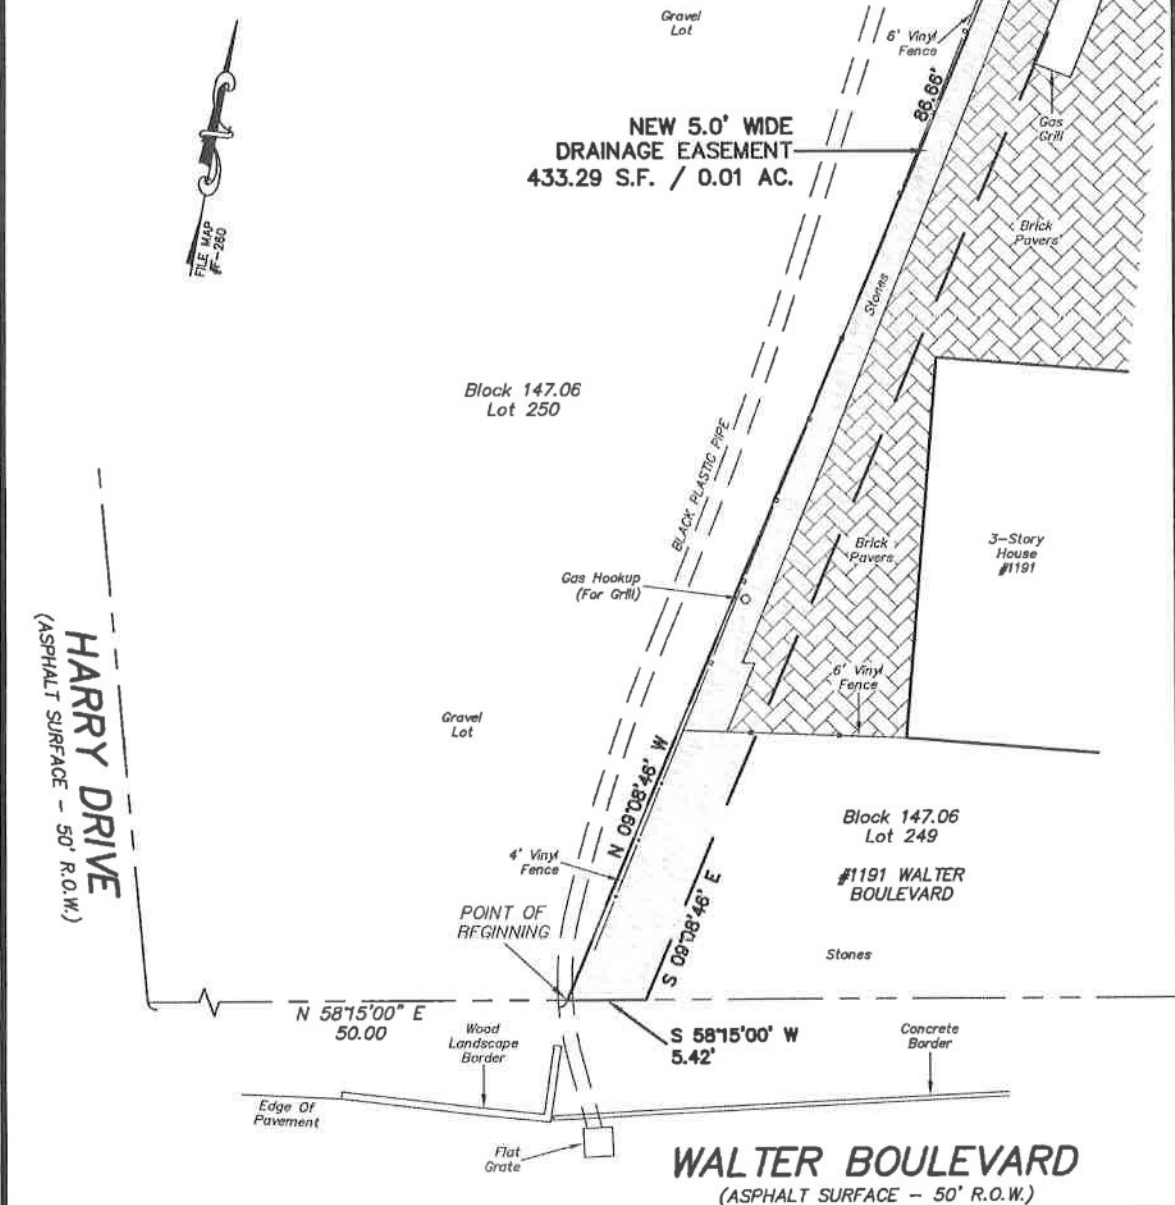 Gravel
Lot
6' Vinyl
Fence
86.66'
NEW 5.0' WIDE
DRAINAGE EASEMENT
433.29 S.F. / 0.01 AC.
Gas
Grill
FILE MAP
#F-260
Brick
Pavers
Stones
Block 147.06
Lot 250
BLACK PLASTIC PIPE
Brick
Pavers
3-Story
House
#1191
Gas Hookup
(For Grill)
HARRY DRIVE
(ASPHALT SURFACE - 50' R.O.W.)
6' Vinyl
Fence
Gravel
Lot
N 09°08'46" W
Block 147.06
Lot 249
#1191 WALTER
BOULEVARD
4' Vinyl
Fence
S 09°08'46" E
POINT OF
BEGINNING
Stones
N 58°15'00" E
50.00
Wood
Landscape
Border
S 58°15'00" W
5.42'
Concrete
Border
Edge Of
Pavement
Flat
Grate
WALTER BOULEVARD
(ASPHALT SURFACE - 50' R.O.W.)